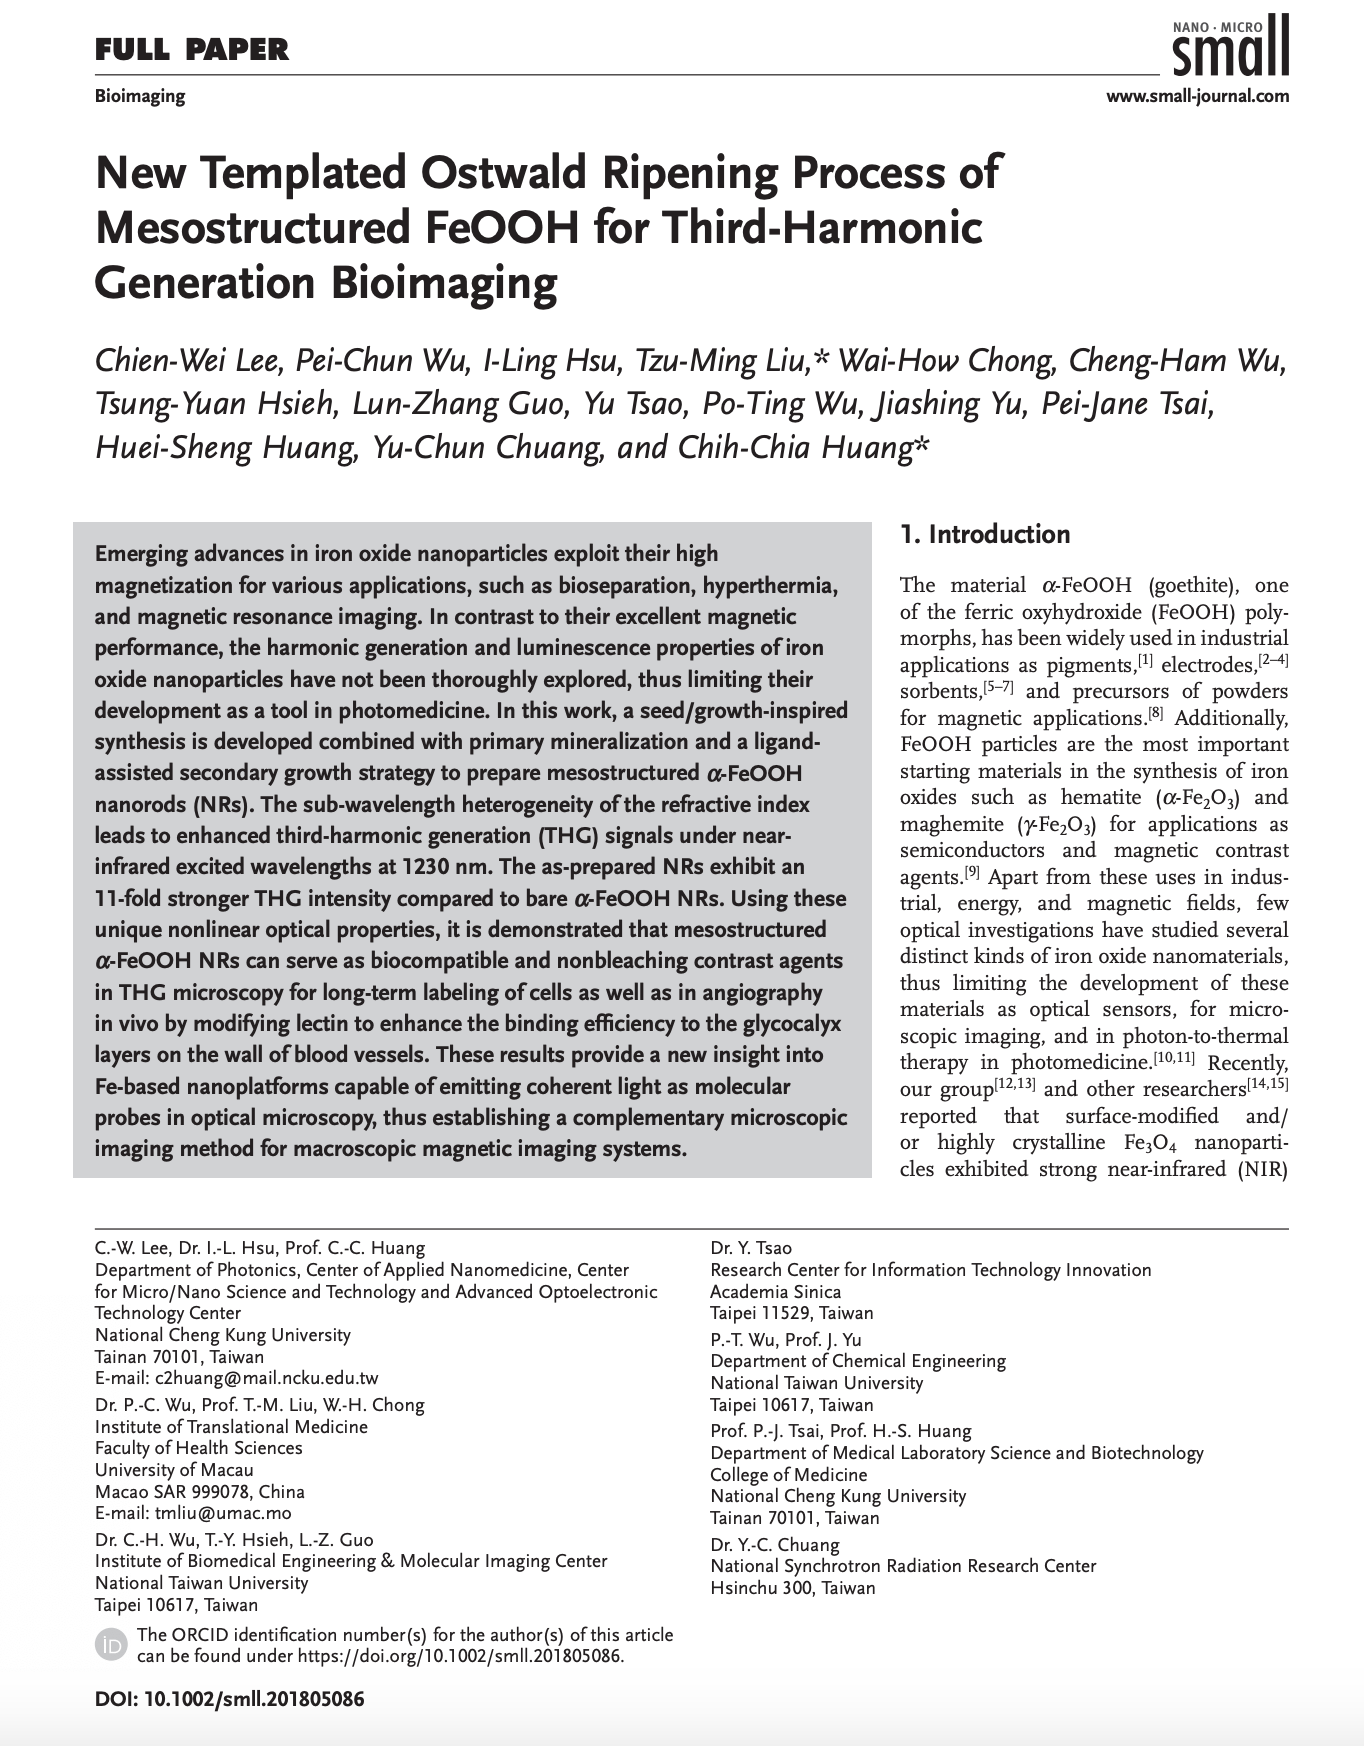 FULL PAPER
NANO · MICRO
small
Bioimaging
www.small-journal.com
New Templated Ostwald Ripening Process of
Mesostructured FeOOH for Third-Harmonic
Generation Bioimaging
Chien-Wei Lee, Pei-Chun Wu, I-Ling Hsu, Tzu-Ming Liu,* Wai-How Chong, Cheng-Ham Wu,
Tsung-Yuan Hsieh, Lun-Zhang Guo, Yu Tsao, Po-Ting Wu, Jiashing Yu, Pei-Jane Tsai,
Huei-Sheng Huang, Yu-Chun Chuang, and Chih-Chia Huang*
Emerging advances in iron oxide nanoparticles exploit their high
magnetization for various applications, such as bioseparation, hyperthermia,
and magnetic resonance imaging. In contrast to their excellent magnetic
performance, the harmonic generation and luminescence properties of iron
oxide nanoparticles have not been thoroughly explored, thus limiting their
development as a tool in photomedicine. In this work, a seed/growth-inspired
synthesis is developed combined with primary mineralization and a ligand-
assisted secondary growth strategy to prepare mesostructured α-FeOOH
nanorods (NRs). The sub-wavelength heterogeneity of the refractive index
leads to enhanced third-harmonic generation (THG) signals under near-
infrared excited wavelengths at 1230 nm. The as-prepared NRs exhibit an
11-fold stronger THG intensity compared to bare α-FeOOH NRs. Using these
unique nonlinear optical properties, it is demonstrated that mesostructured
α-FeOOH NRs can serve as biocompatible and nonbleaching contrast agents
in THG microscopy for long-term labeling of cells as well as in angiography
in vivo by modifying lectin to enhance the binding efficiency to the glycocalyx
layers on the wall of blood vessels. These results provide a new insight into
Fe-based nanoplatforms capable of emitting coherent light as molecular
probes in optical microscopy, thus establishing a complementary microscopic
imaging method for macroscopic magnetic imaging systems.
1. Introduction
The material α-FeOOH (goethite), one
of the ferric oxyhydroxide (FeOOH) poly-
morphs, has been widely used in industrial
applications as pigments,[1] electrodes,[2–4]
sorbents,[5–7] and precursors of powders
for magnetic applications.[8] Additionally,
FeOOH particles are the most important
starting materials in the synthesis of iron
oxides such as hematite (α-Fe2O3) and
maghemite (γ-Fe2O3) for applications as
semiconductors and magnetic contrast
agents.[9] Apart from these uses in indus-
trial, energy, and magnetic fields, few
optical investigations have studied several
distinct kinds of iron oxide nanomaterials,
thus limiting the development of these
materials as optical sensors, for micro-
scopic imaging, and in photon-to-thermal
therapy in photomedicine.[10,11] Recently,
our group[12,13] and other researchers[14,15]
reported that surface-modified and/
or highly crystalline Fe3O4 nanoparti-
cles exhibited strong near-infrared (NIR)
C.-W. Lee, Dr. I.-L. Hsu, Prof. C.-C. Huang
Department of Photonics, Center of Applied Nanomedicine, Center
for Micro/Nano Science and Technology and Advanced Optoelectronic
Technology Center
National Cheng Kung University
Tainan 70101, Taiwan
E-mail: c2huang@mail.ncku.edu.tw
Dr. P.-C. Wu, Prof. T.-M. Liu, W.-H. Chong
Institute of Translational Medicine
Faculty of Health Sciences
University of Macau
Macao SAR 999078, China
E-mail: tmliu@umac.mo
Dr. C.-H. Wu, T.-Y. Hsieh, L.-Z. Guo
Institute of Biomedical Engineering & Molecular Imaging Center
National Taiwan University
Taipei 10617, Taiwan
iD
The ORCID identification number(s) for the author(s) of this article
can be found under https://doi.org/10.1002/smll.201805086.
DOI: 10.1002/smll.201805086
Dr. Y. Tsao
Research Center for Information Technology Innovation
Academia Sinica
Taipei 11529, Taiwan
P.-T. Wu, Prof. J. Yu
Department of Chemical Engineering
National Taiwan University
Taipei 10617, Taiwan
Prof. P.-J. Tsai, Prof. H.-S. Huang
Department of Medical Laboratory Science and Biotechnology
College of Medicine
National Cheng Kung University
Tainan 70101, Taiwan
Dr. Y.-C. Chuang
National Synchrotron Radiation Research Center
Hsinchu 300, Taiwan